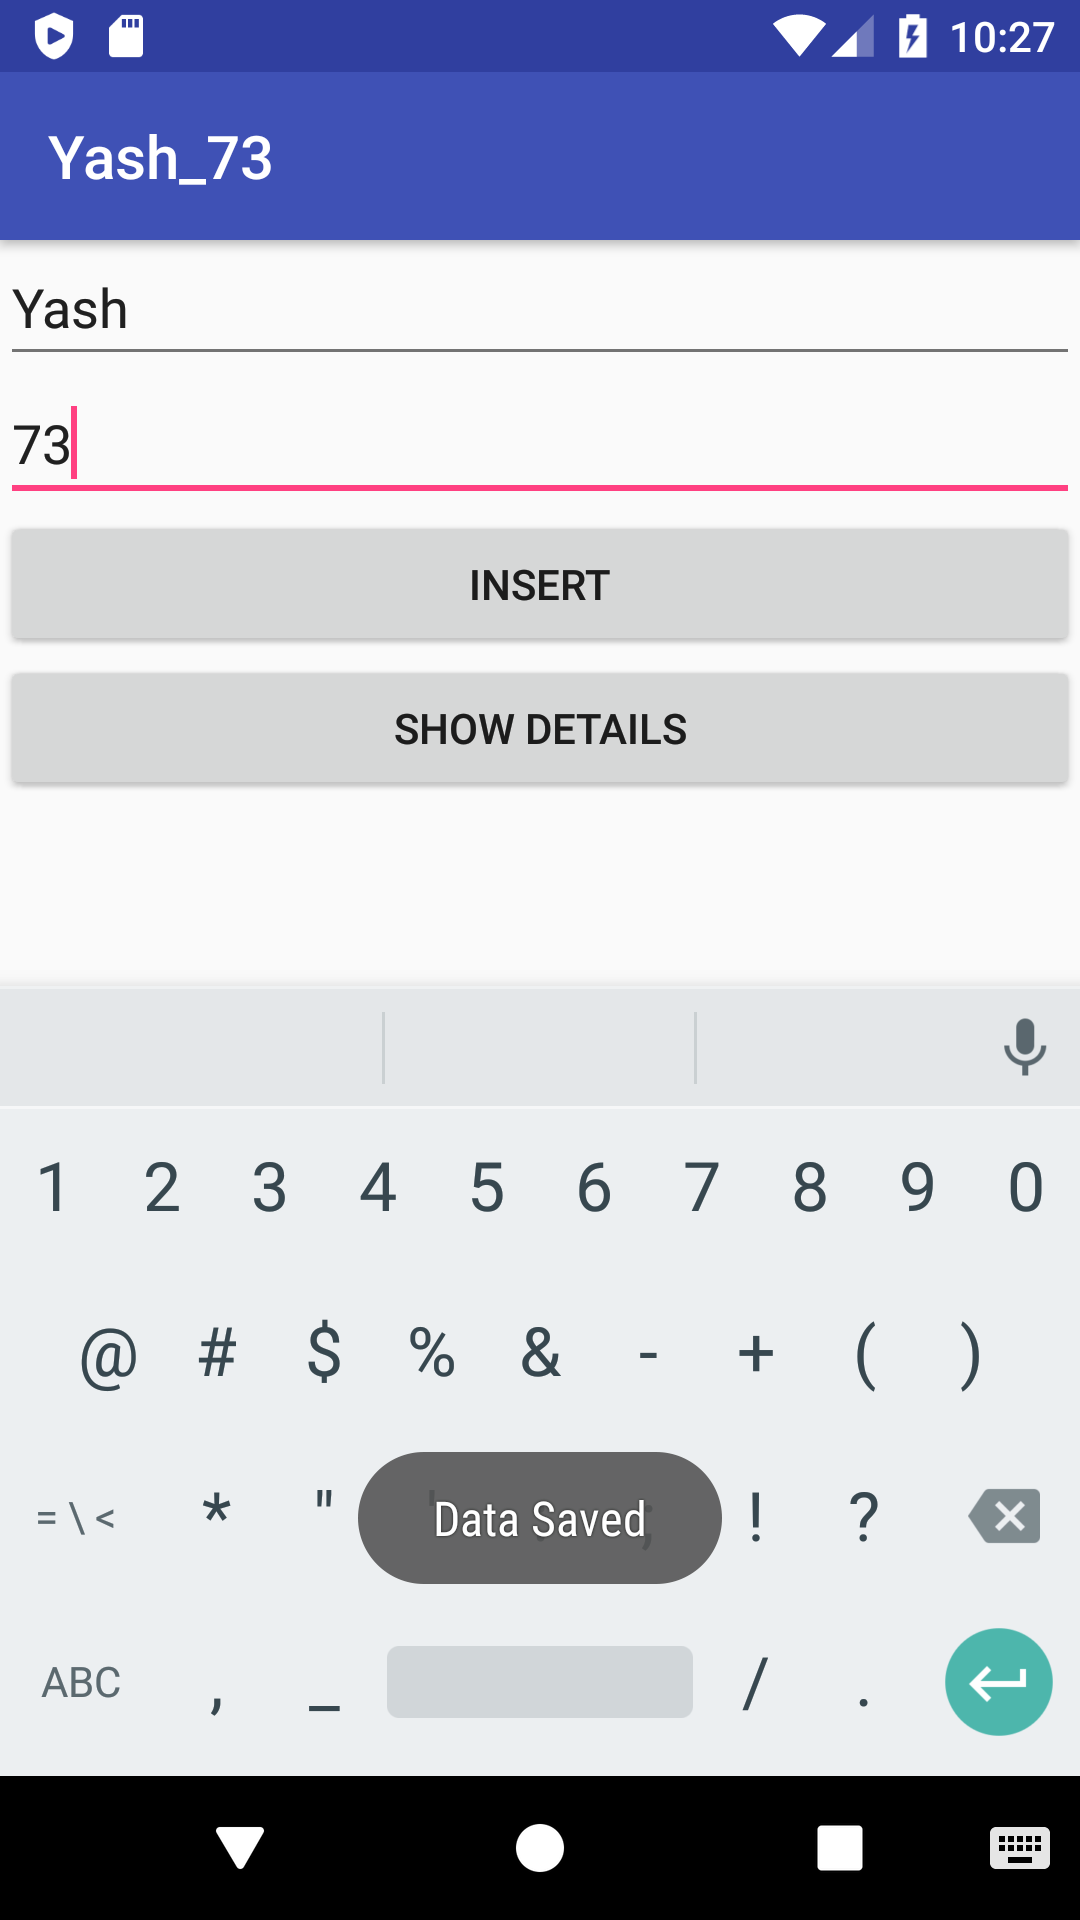 10:27
Yash_73
Yash
73
INSERT
SHOW DETAILS
1 2 3 4 5 6 7 8 9 0
@ # $ % & - + ( )
= \ < * " ! ?
Data Saved
ABC , _ / .